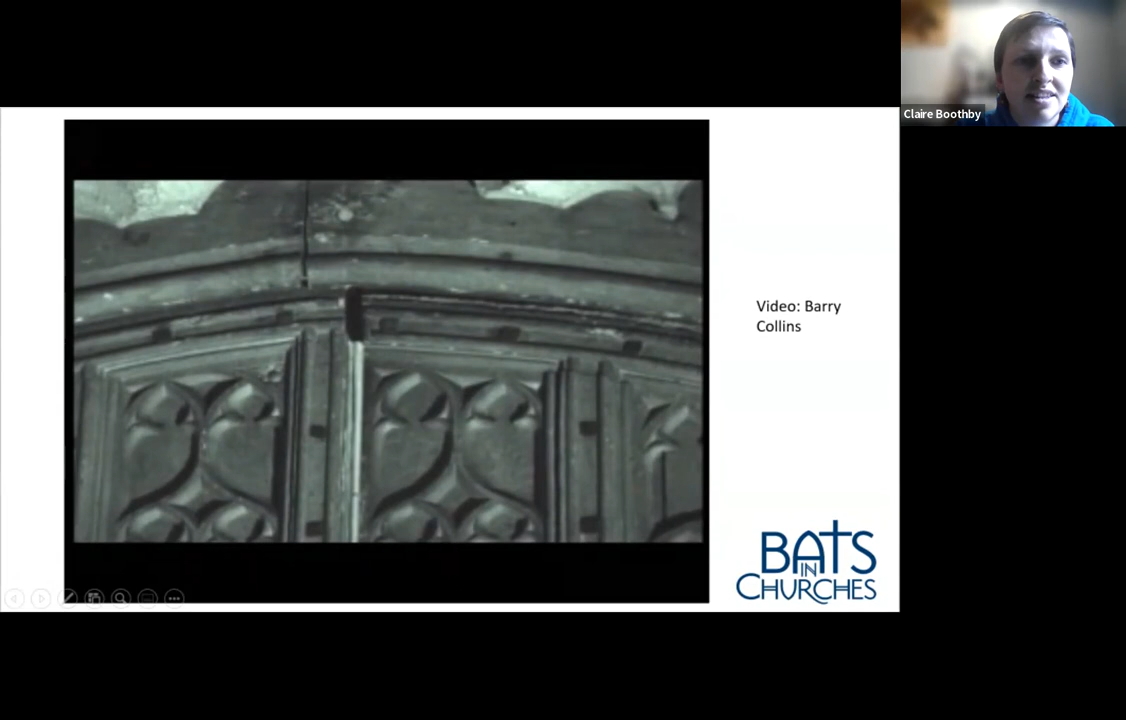 Claire Boothby
Video: Barry
Collins
BATS
IN
CHURCHES